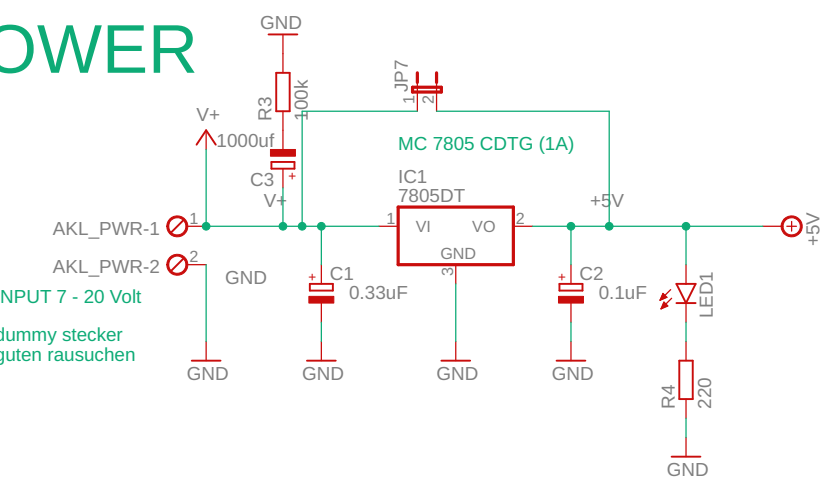 OWER
GND
R3
100k
JP7
1
2
V+
1000uf
MC 7805 CDTG (1A)
C3
+
V+
IC1
7805DT
+5V
AKL_PWR-1
1
1
VI
VO
2
+5V
AKL_PWR-2
2
GND
GND
3
NPUT 7 - 20 Volt
+
C1
0.33uF
+
C2
0.1uF
LED1
dummy stecker
guten rausuchen
GND
GND
GND
GND
R4
220
GND